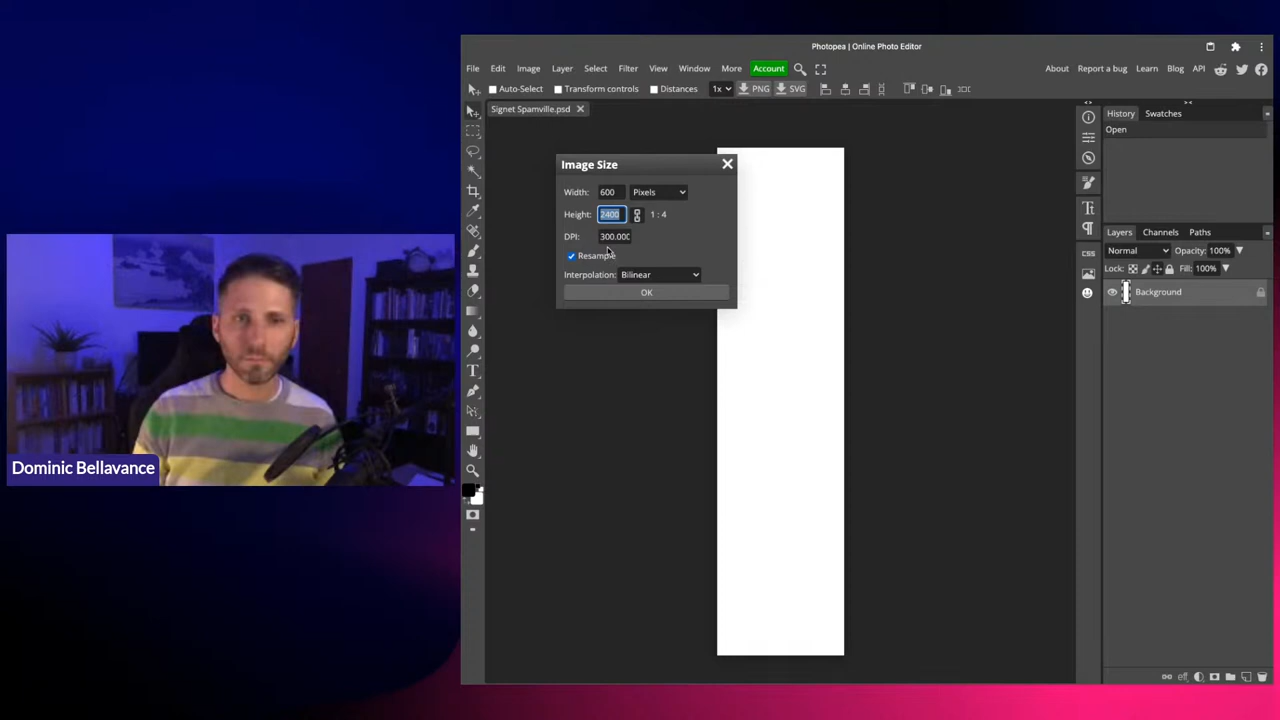 Photopea | Online Photo Editor
File Edit Image Layer Select Filter View Window More Account
About Report a bug Learn Blog API
Auto-Select Transform controls Distances 1x PNG SVG
Signet Spamville.psd
History Swatches
Open
Image Size
Width: 600 Pixels
Height: 2400 1 : 4
DPI: 300.000
Resample
Interpolation: Bilinear
OK
CSS
Layers Channels Paths
Normal Opacity: 100%
Lock: Fill: 100%
Background
eff
Dominic Bellavance